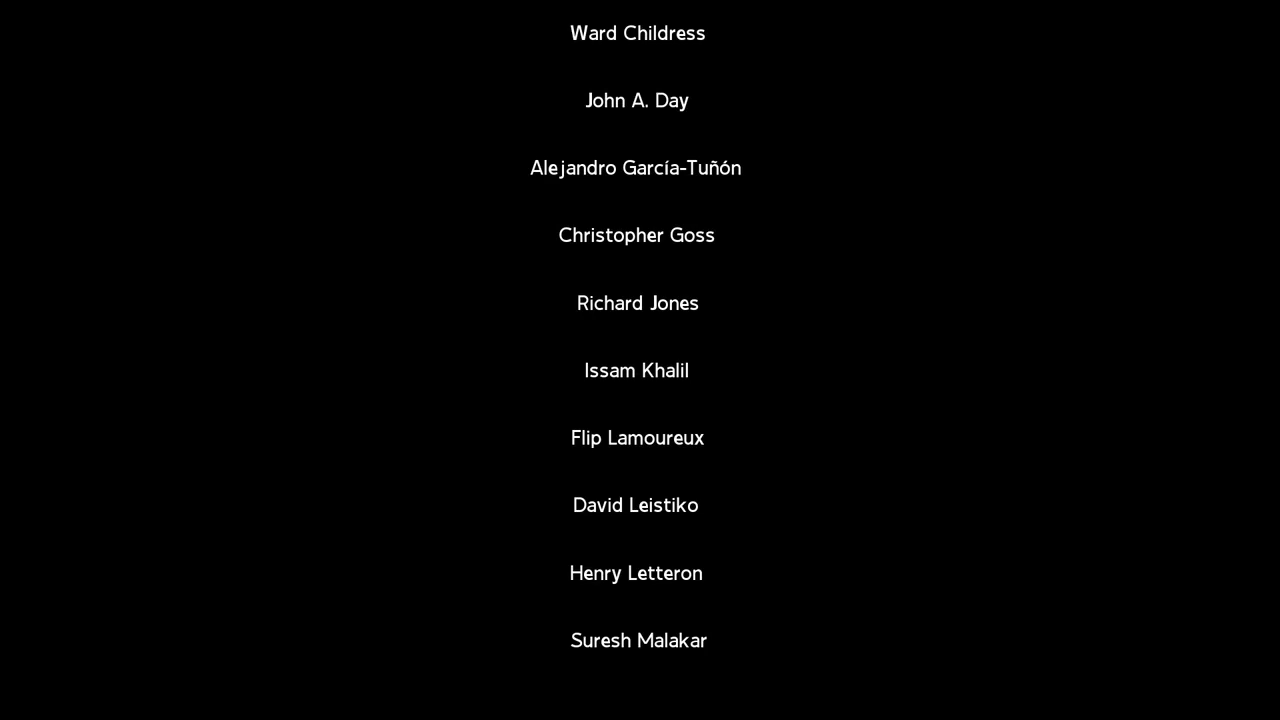 Ward Childress
John A. Day
Alejandro García-Tuñón
Christopher Goss
Richard Jones
Issam Khalil
Flip Lamoureux
David Leistiko
Henry Letteron
Suresh Malakar